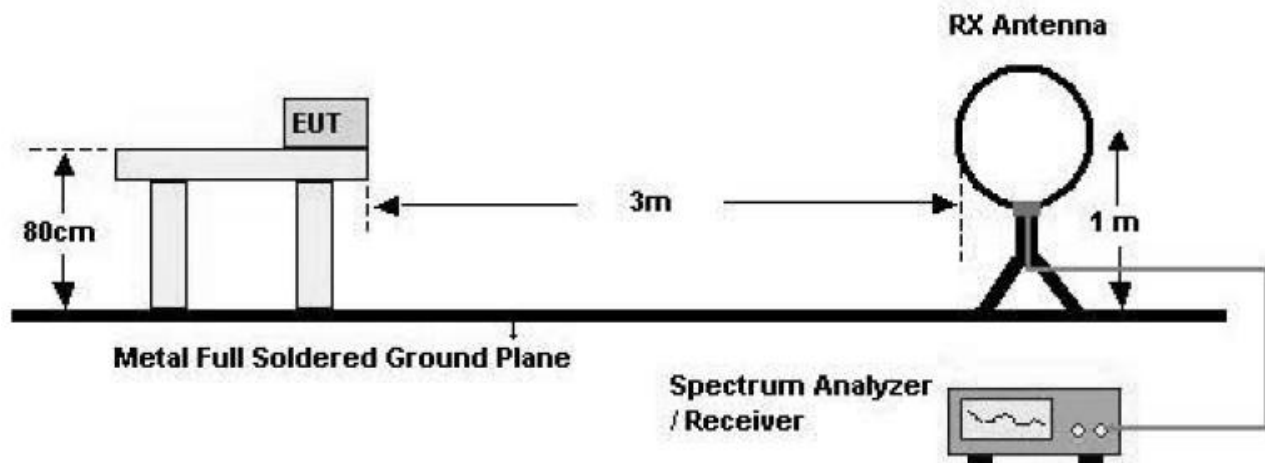 RX Antenna
EUT
80cm
3m
1 m
Metal Full Soldered Ground Plane
Spectrum Analyzer
/ Receiver